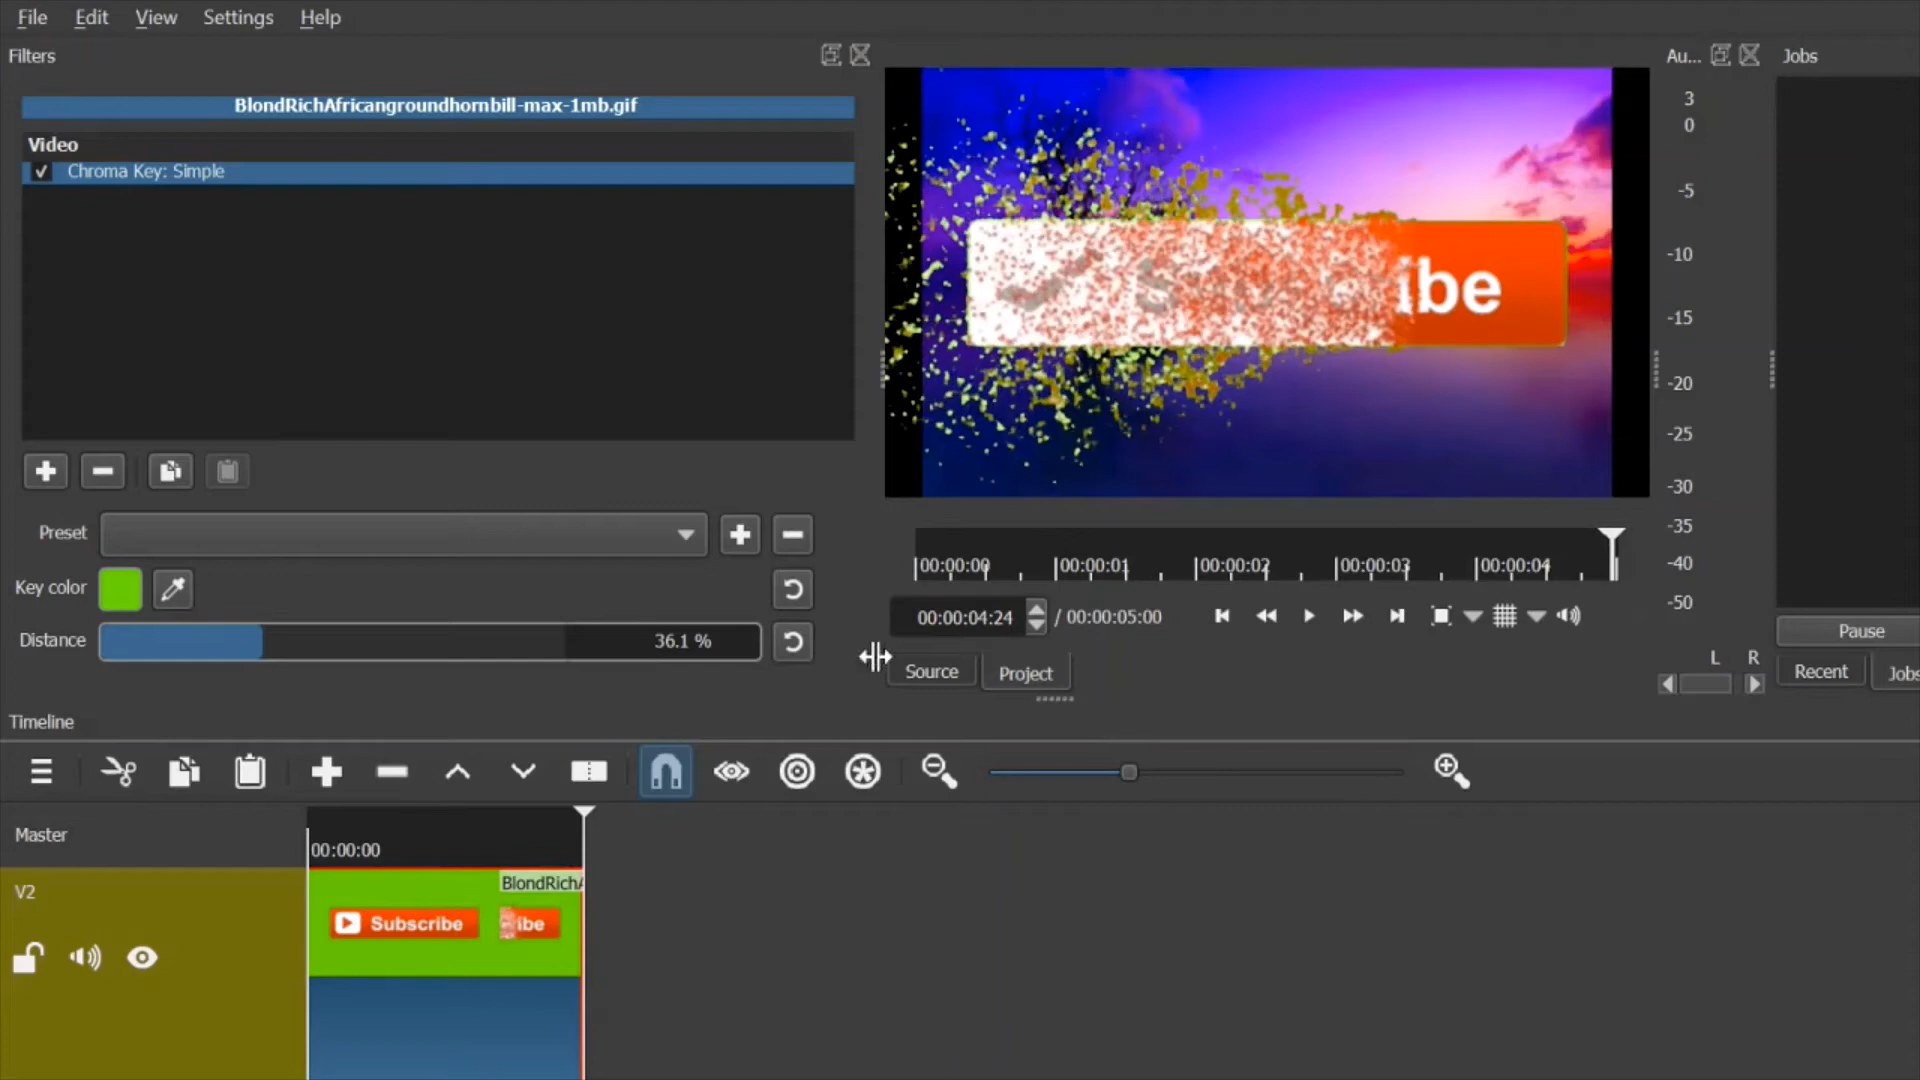 File Edit View Settings Help
Filters
Au...
Jobs
BlondRichAfricangroundhornbill-max-1mb.gif
Video
Chroma Key: Simple
ibe
3
0
-5
-10
-15
-20
-25
-30
-35
-40
-50
Preset
Key color
Distance
36.1 %
00:00:00 00:00:01 00:00:02 00:00:03 00:00:04
00:00:04:24 / 00:00:05:00
Source Project
L R
Pause
Recent Jobs
Timeline
Master
00:00:00
V2
BlondRichA
Subscribe
ibe